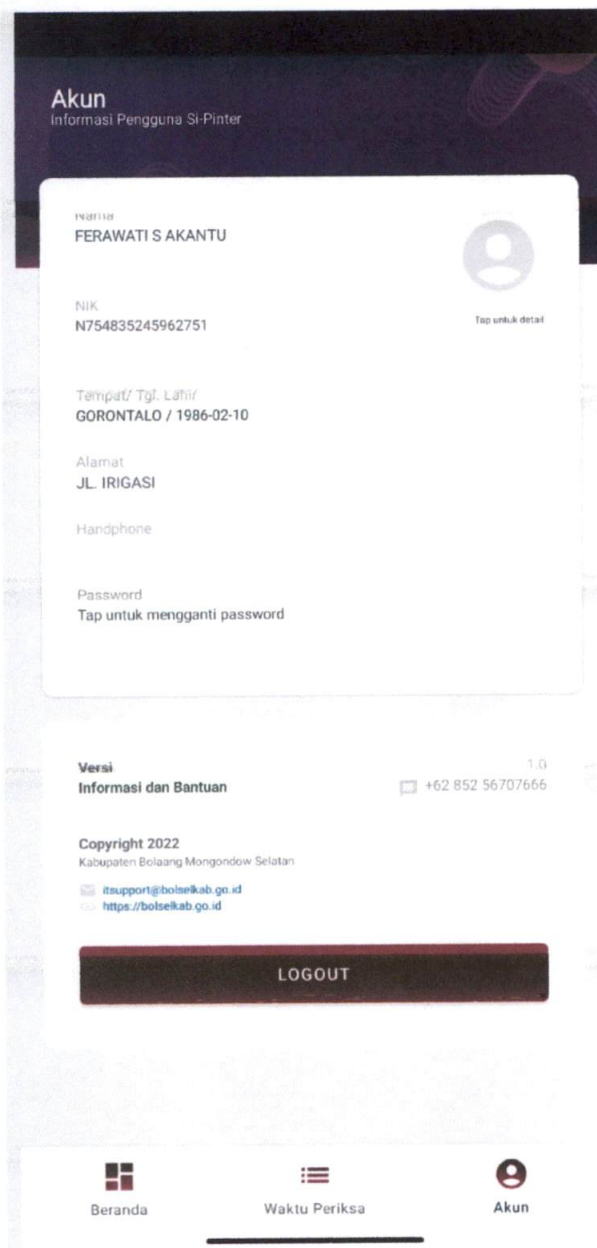 Akun
Informasi Pengguna Si-Pinter
Nama
FERAWATI S AKANTU
NIK
N754835245962751
Tap untuk detail
Tempat/ Tgl. Lahir
GORONTALO / 1986-02-10
Alamat
JL. IRIGASI
Handphone
Password
Tap untuk mengganti password
Versi 1.0
Informasi dan Bantuan +62 852 56707666
Copyright 2022
Kabupaten Bolaang Mongondow Selatan
itsupport@bolselkab.go.id
https://bolselkab.go.id
LOGOUT
Beranda Waktu Periksa Akun